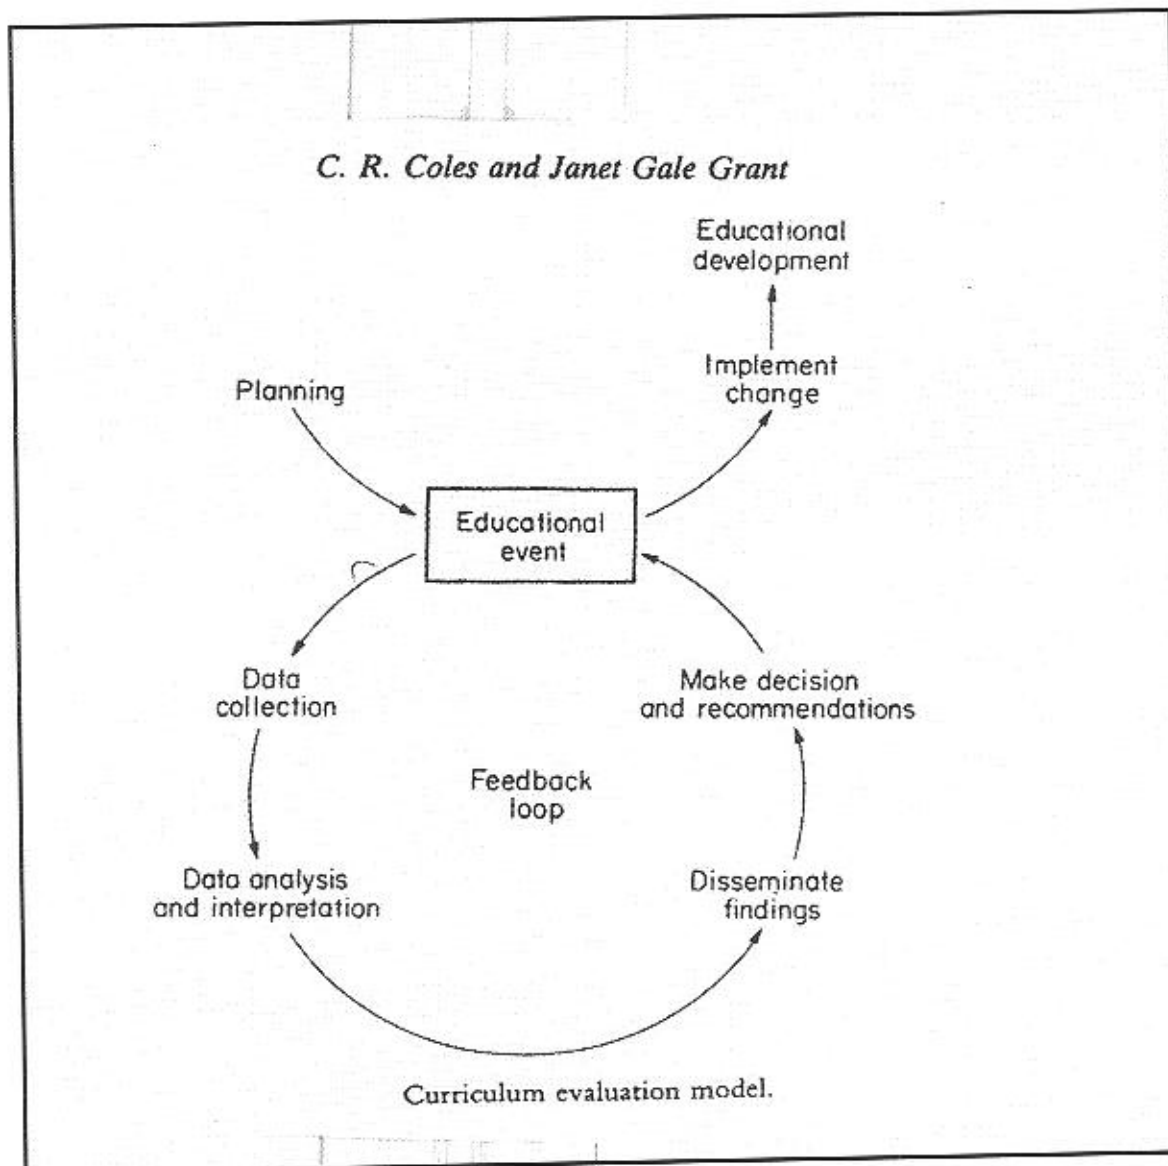 C. R. Coles and Janet Gale Grant
Educational
development
Implement
change
Planning
Educational
event
Data
collection
Make decision
and recommendations
Feedback
loop
Data analysis
and interpretation
Disseminate
findings
Curriculum evaluation model.